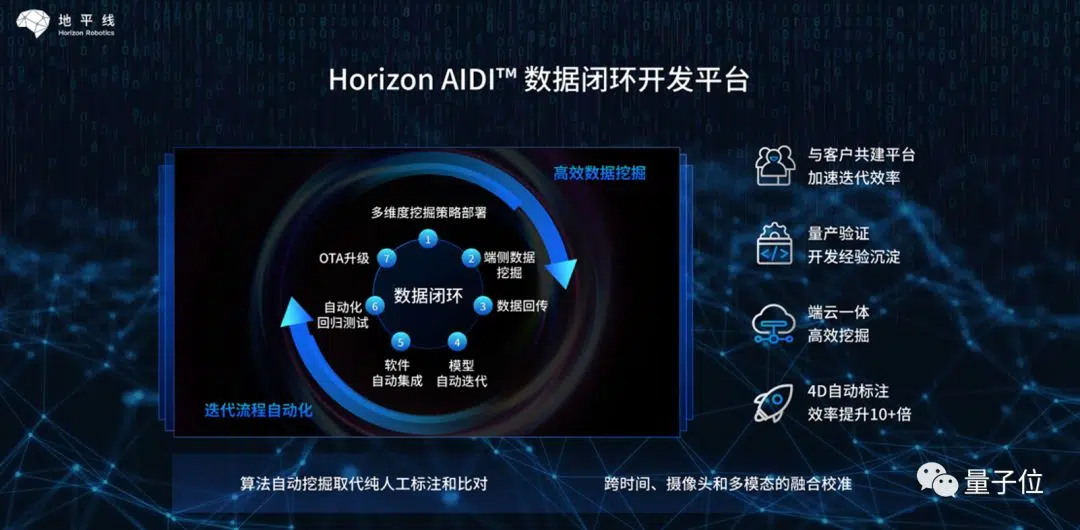 地平线
Horizon Robotics
Horizon AIDI™ 数据闭环开发平台
高效数据挖掘
多维度挖掘策略部署
1
OTA升级
7
2
端侧数据
挖掘
数据闭环
自动化
回归测试
6
3
数据回传
5
4
软件
自动集成
模型
自动迭代
迭代流程自动化
与客户共建平台
加速迭代效率
量产验证
开发经验沉淀
端云一体
高效挖掘
4D自动标注
效率提升10+倍
算法自动挖掘取代纯人工标注和比对
跨时间、摄像头和多模态的融合校准
量子位